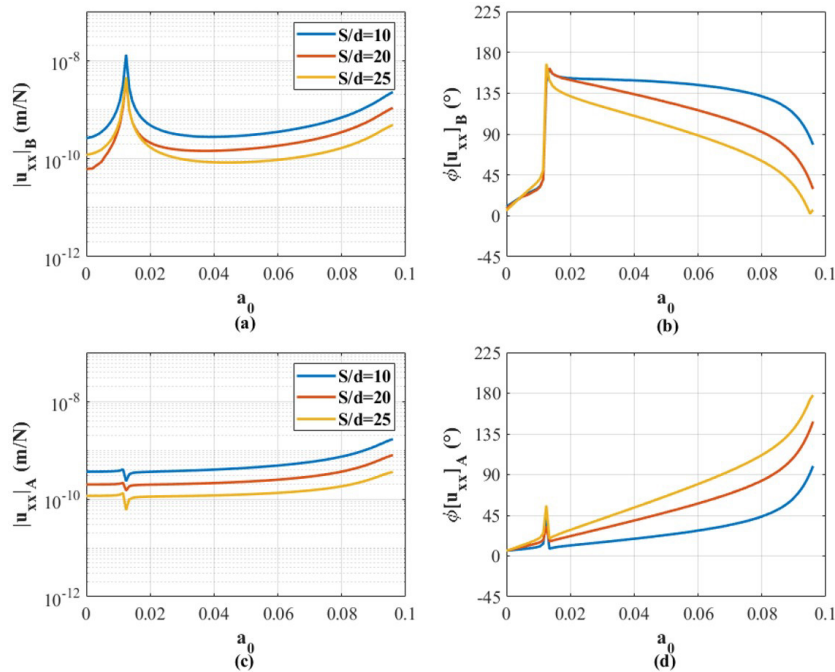 |u_xx|_B (m/N)
10^-8
10^-10
10^-12
0 0.02 0.04 0.06 0.08 0.1
a_0
(a)
S/d=10
S/d=20
S/d=25
ϕ[u_xx]_B (°)
225
180
135
90
45
0
-45
0 0.02 0.04 0.06 0.08 0.1
a_0
(b)
|u_xx|_A (m/N)
10^-8
10^-10
10^-12
0 0.02 0.04 0.06 0.08 0.1
a_0
(c)
S/d=10
S/d=20
S/d=25
ϕ[u_xx]_A (°)
225
180
135
90
45
0
-45
0 0.02 0.04 0.06 0.08 0.1
a_0
(d)